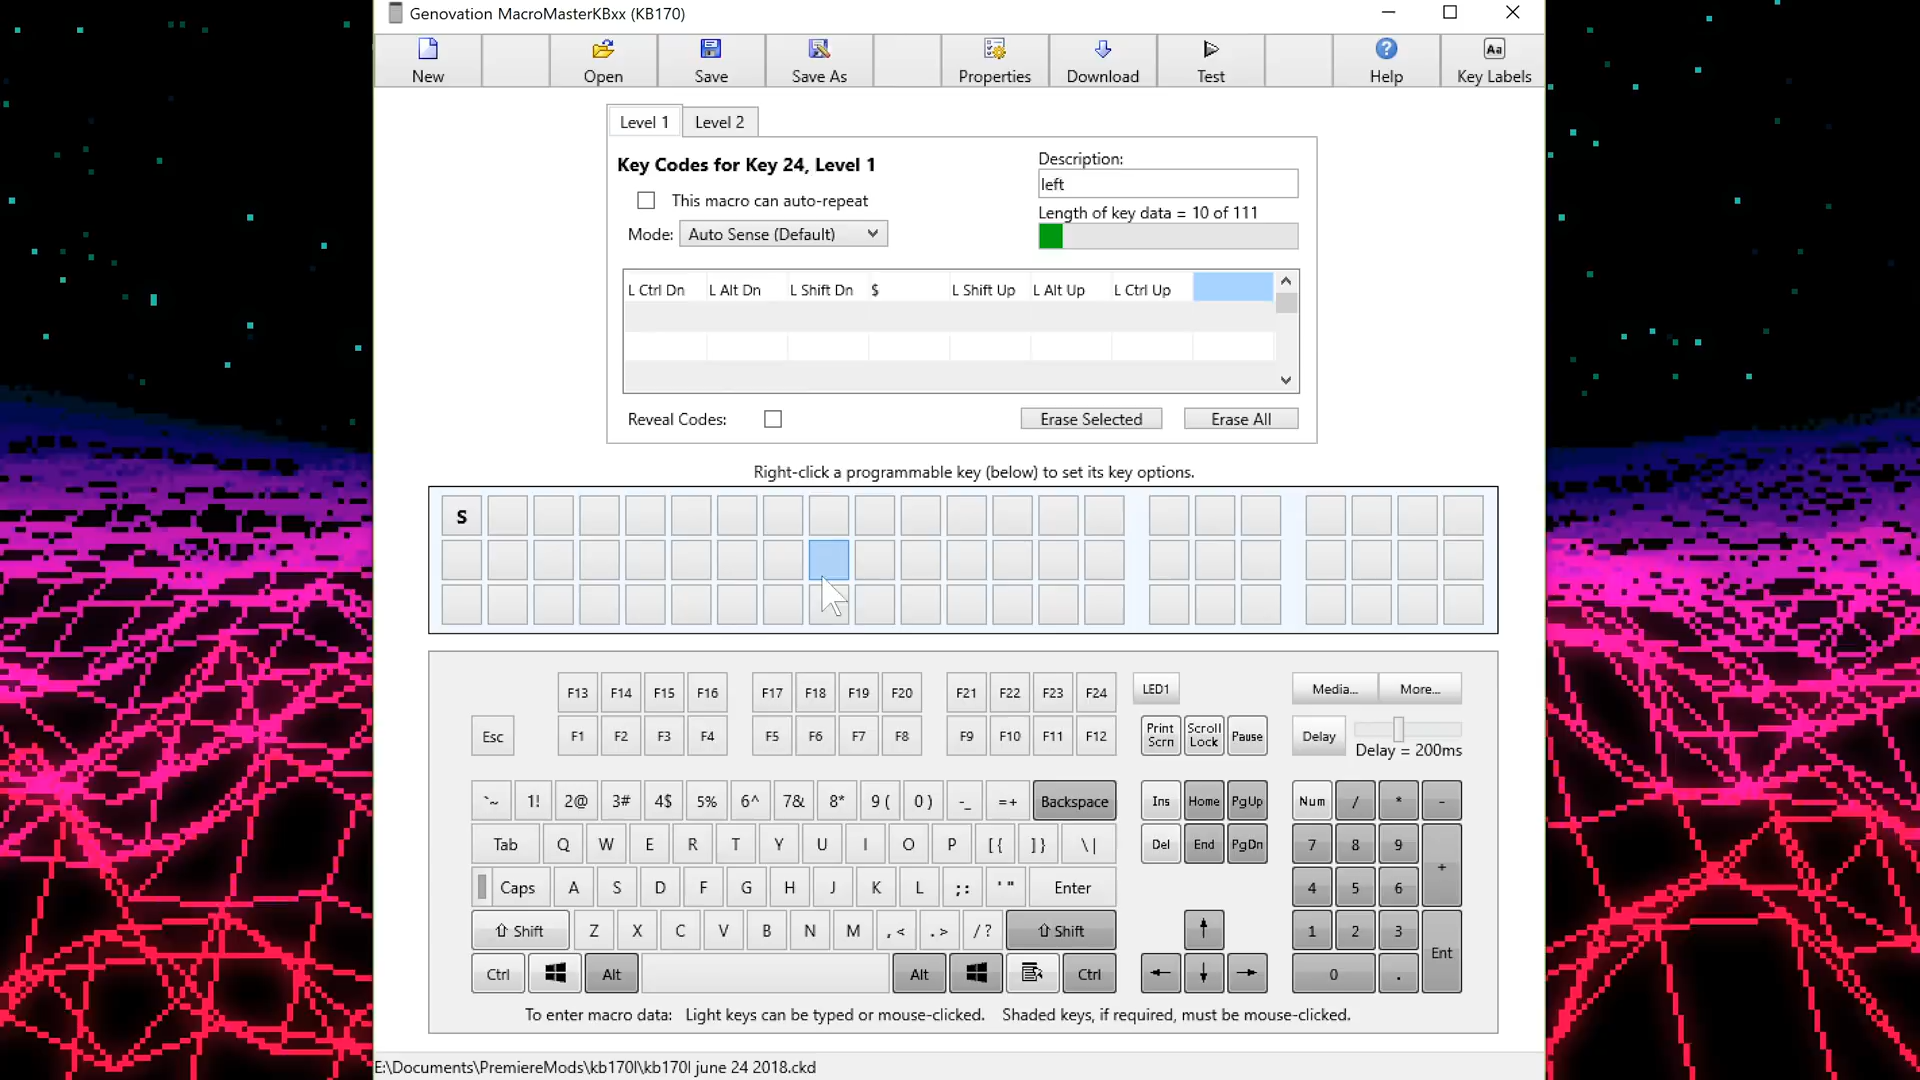 Genovation MacroMasterKBxx (KB170)
New Open Save Save As Properties Download Test Help Aa Key Labels
Level 1 Level 2
Key Codes for Key 24, Level 1
Description:
left
This macro can auto-repeat
Length of key data = 10 of 111
Mode: Auto Sense (Default)
L Ctrl Dn L Alt Dn L Shift Dn $ L Shift Up L Alt Up L Ctrl Up
Reveal Codes: Erase Selected Erase All
Right-click a programmable key (below) to set its key options.
S
F13 F14 F15 F16 F17 F18 F19 F20 F21 F22 F23 F24 LED1 Media... More...
Esc F1 F2 F3 F4 F5 F6 F7 F8 F9 F10 F11 F12 Print Scrn Scroll Lock Pause Delay
Delay = 200ms
`~ 1! 2@ 3# 4$ 5% 6^ 7& 8* 9( 0) -_ =+ Backspace Ins Home PgUp Num / * -
Tab Q W E R T Y U I O P [{ ]} \| Del End PgDn 7 8 9 +
Caps A S D F G H J K L ;: '" Enter 4 5 6
⇧ Shift Z X C V B N M ,< .> /? ⇧ Shift ↑ 1 2 3 Ent
Ctrl Alt Alt Ctrl ← ↓ → 0 .
To enter macro data: Light keys can be typed or mouse-clicked. Shaded keys, if required, must be mouse-clicked.
E:\Documents\PremiereMods\kb170l\kb170l june 24 2018.ckd